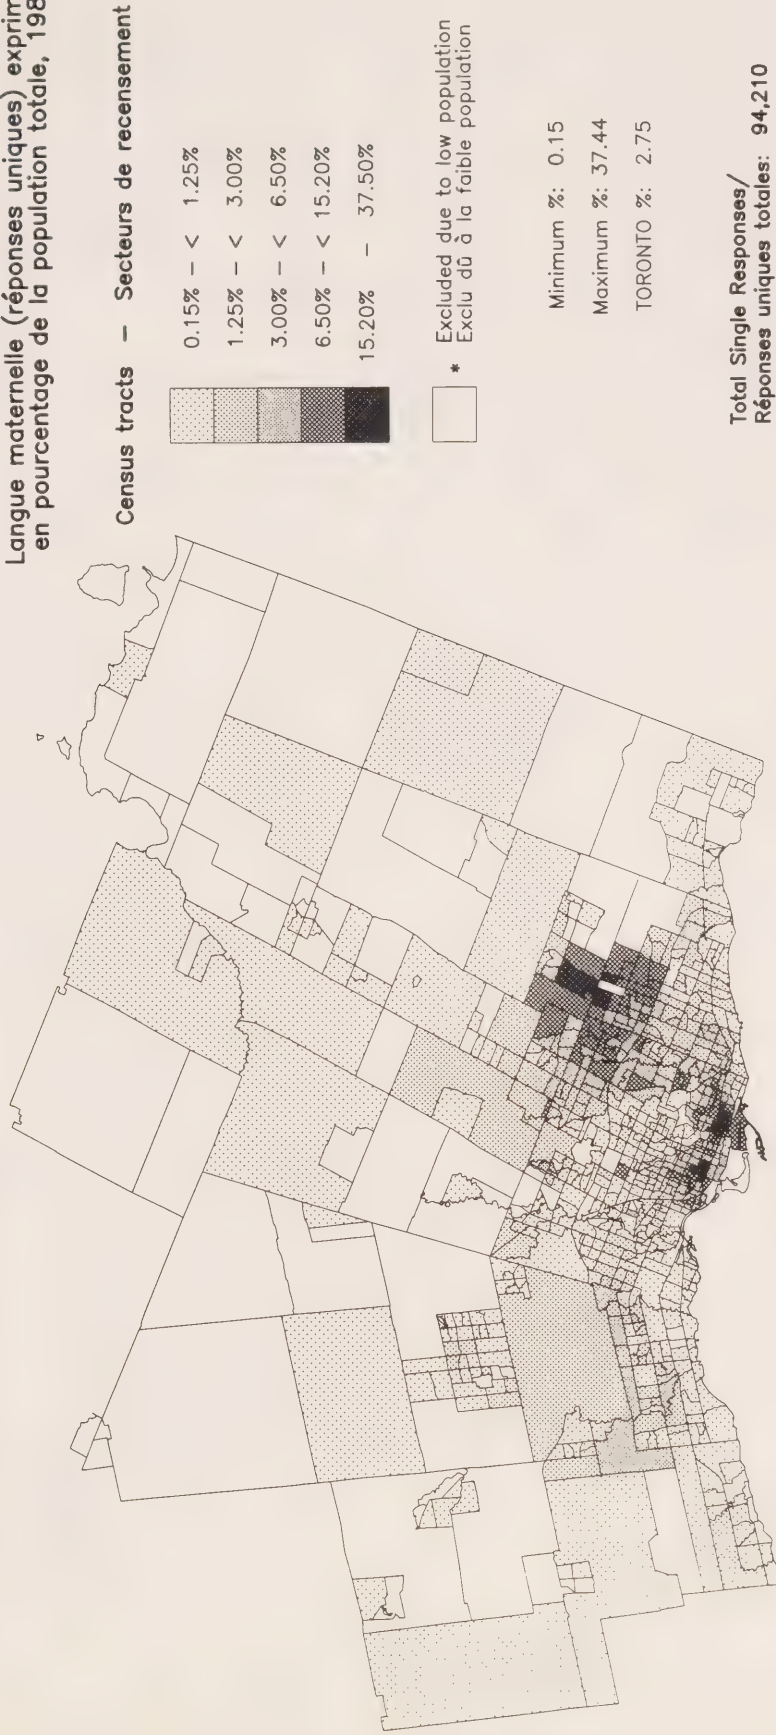 Langue maternelle (réponses uniques)
en pourcentage de la population totale,
Census tracts – Secteurs de recensement
0.15% – < 1.25%
1.25% – < 3.00%
3.00% – < 6.50%
6.50% – < 15.20%
15.20% – 37.50%
* Excluded due to low population
Exclu dû à la faible population
Minimum %: 0.15
Maximum %: 37.44
TORONTO %: 2.75
Total Single Responses/
Réponses uniques totales: 94,210